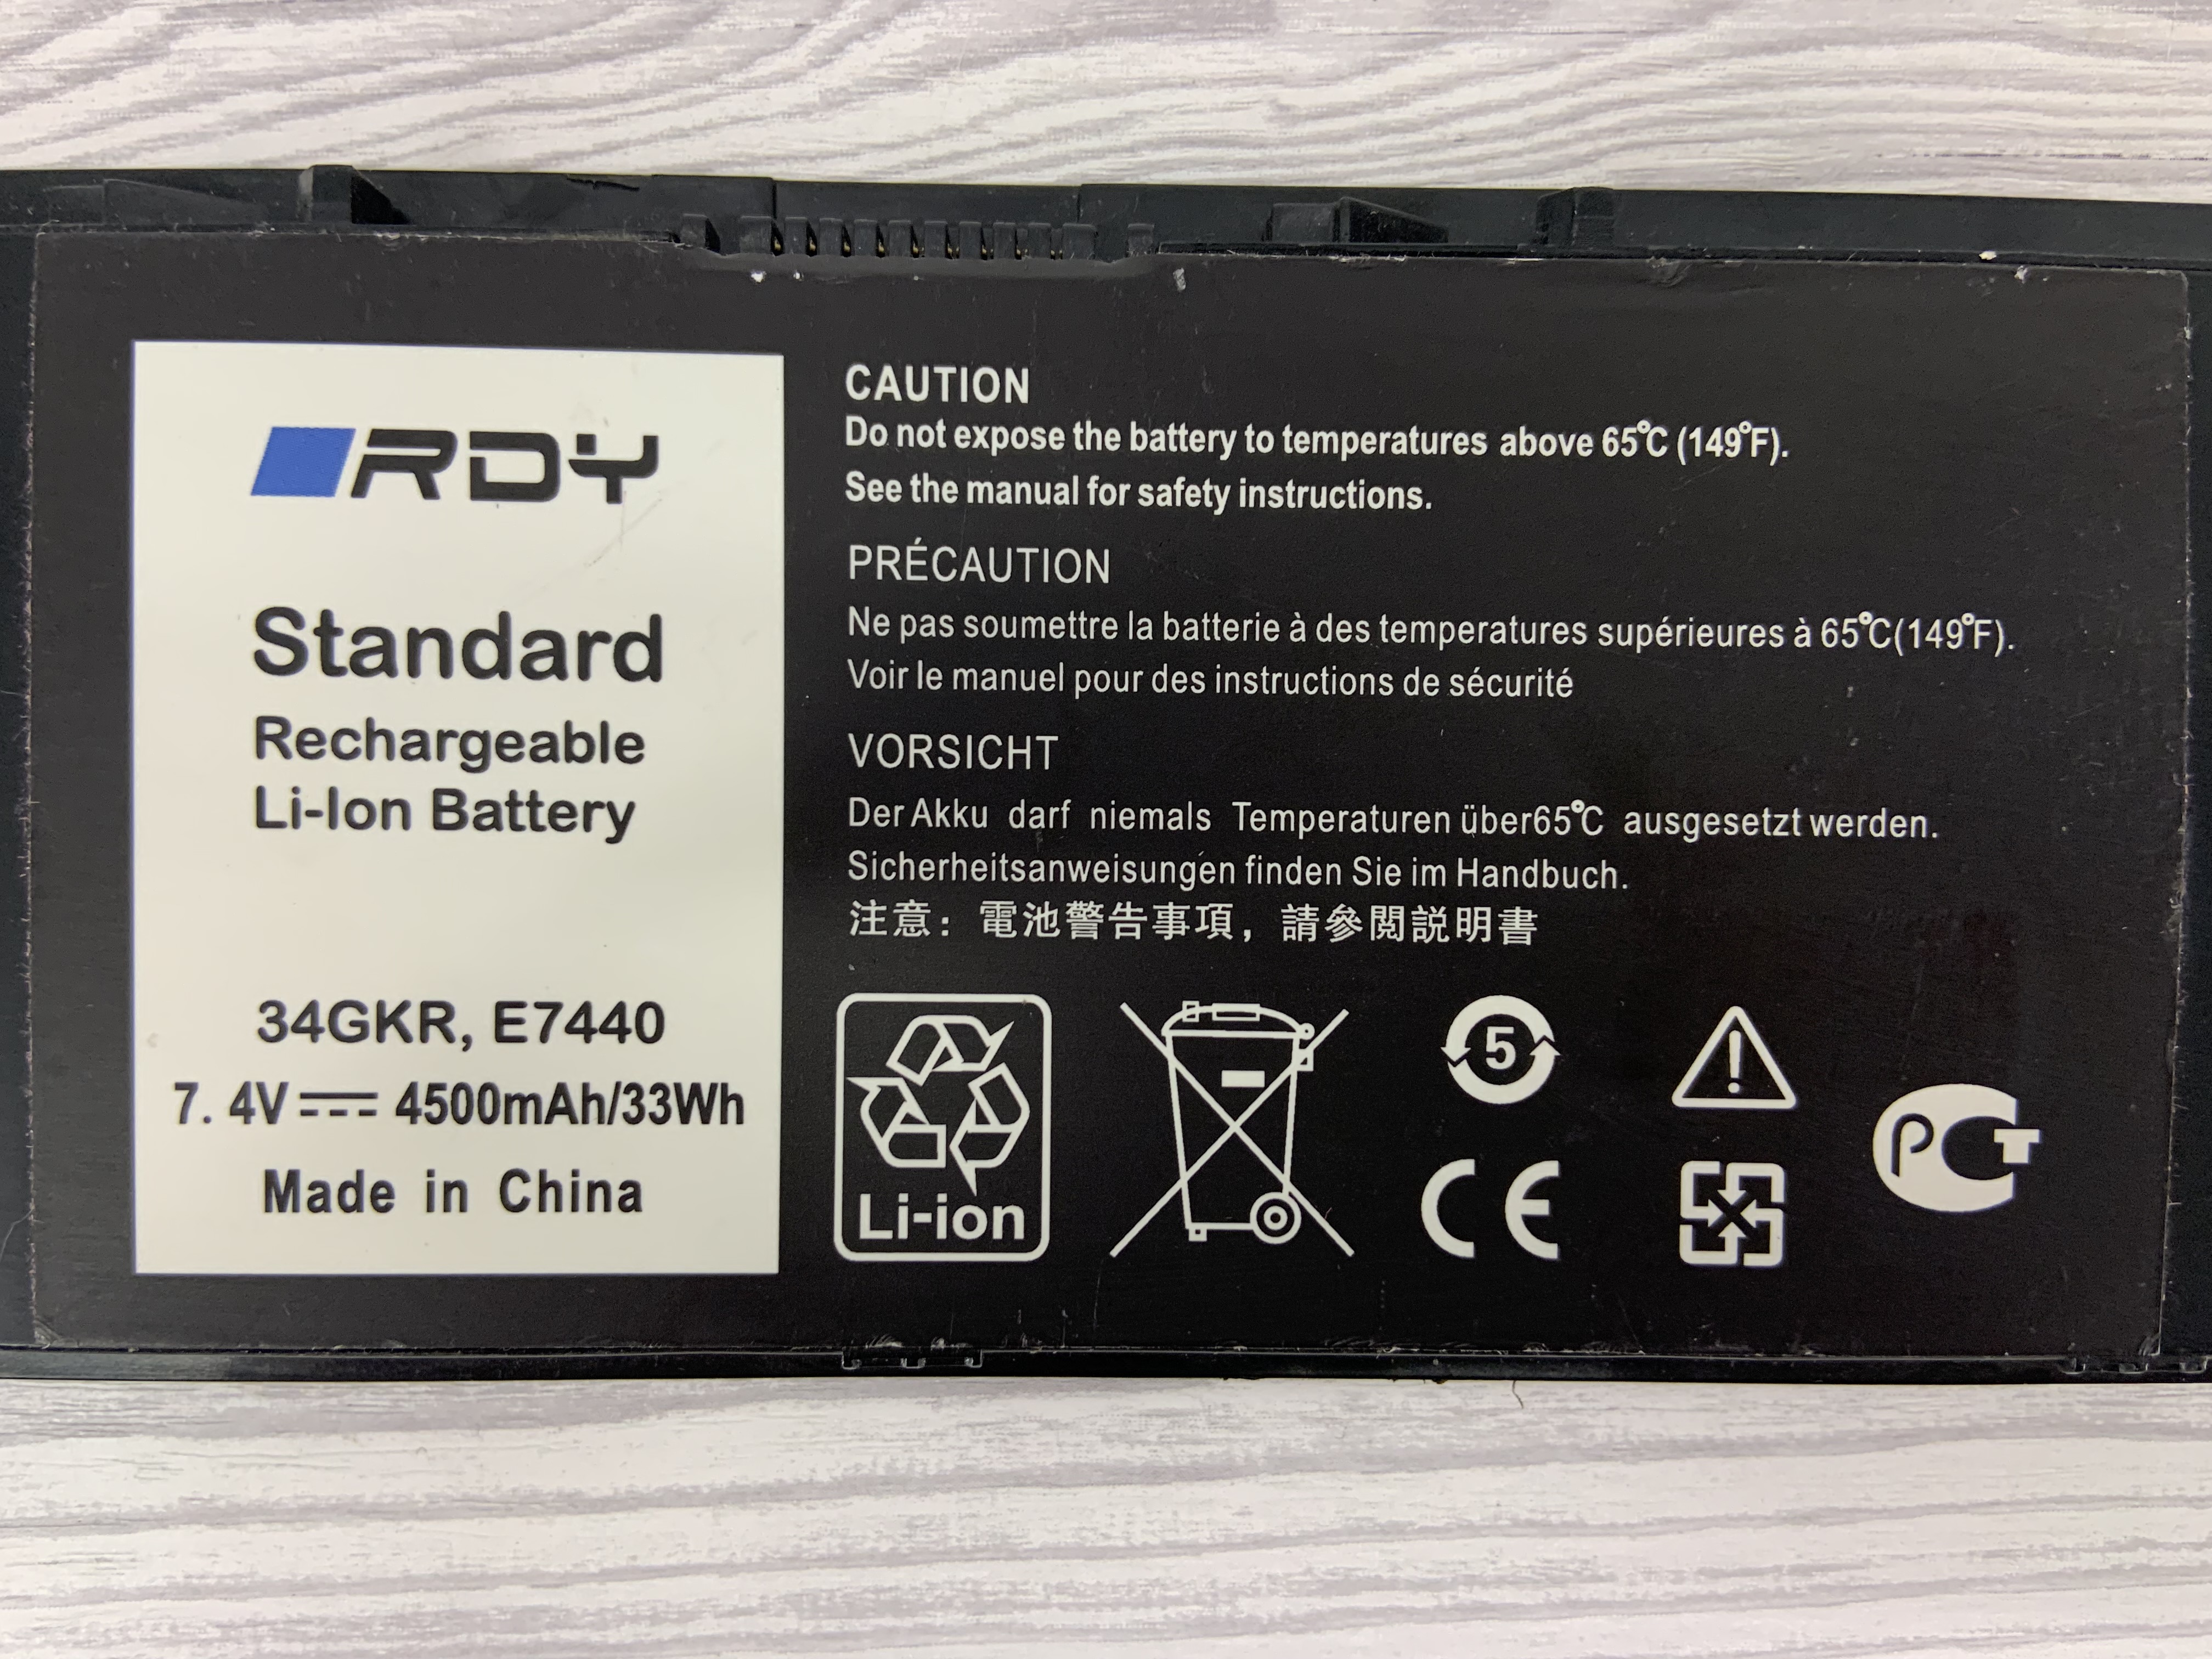 RDY
Standard
Rechargeable
Li-Ion Battery
34GKR, E7440
7.4V 4500mAh/33Wh
Made in China
CAUTION
Do not expose the battery to temperatures above 65℃ (149℉).
See the manual for safety instructions.
PRÉCAUTION
Ne pas soumettre la batterie à des temperatures supérieures à 65℃(149℉).
Voir le manuel pour des instructions de sécurité
VORSICHT
Der Akku darf niemals Temperaturen über65℃ ausgesetzt werden.
Sicherheitsanweisungen finden Sie im Handbuch.
注意：電池警告事項，請參閲説明書
Li-ion
5
CE
РСТ